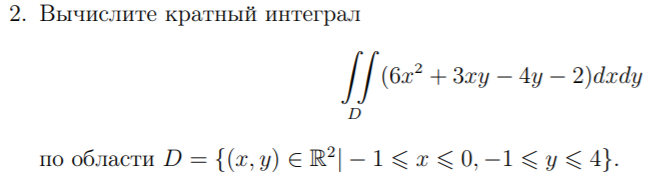 2. Вычислите кратный интеграл
∬_D (6x² + 3xy − 4y − 2)dxdy
по области D = {(x, y) ∈ ℝ²| − 1 ⩽ x ⩽ 0, −1 ⩽ y ⩽ 4}.